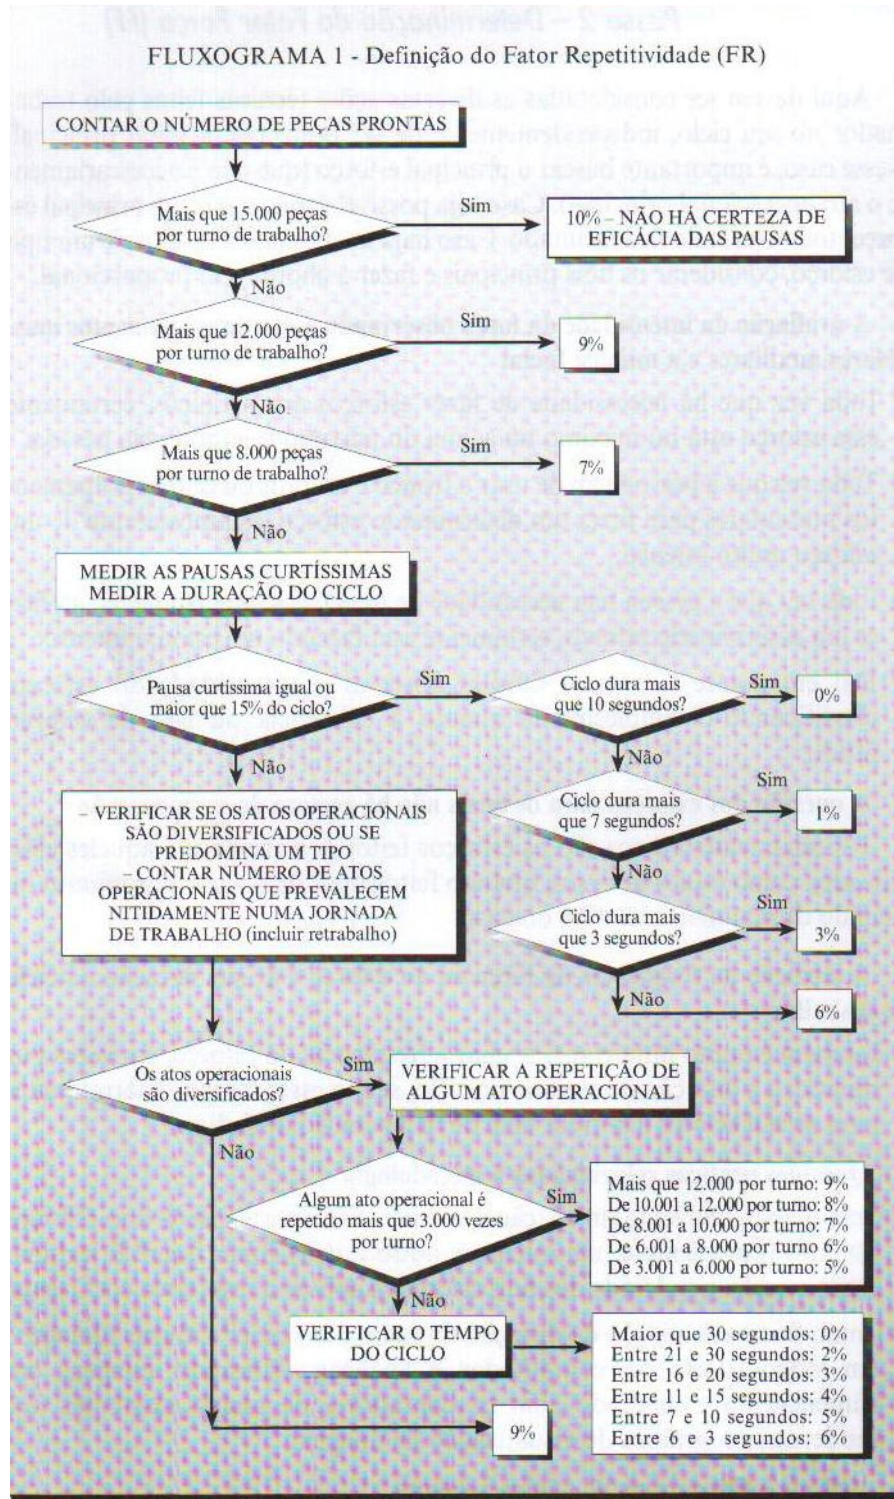 FLUXOGRAMA 1 - Definição do Fator Repetitividade (FR)
CONTAR O NÚMERO DE PEÇAS PRONTAS
Mais que 15.000 peças
por turno de trabalho?
Sim
10% – NÃO HÁ CERTEZA DE
EFICÁCIA DAS PAUSAS
Não
Mais que 12.000 peças
por turno de trabalho?
Sim
9%
Não
Mais que 8.000 peças
por turno de trabalho?
Sim
7%
Não
MEDIR AS PAUSAS CURTÍSSIMAS
MEDIR A DURAÇÃO DO CICLO
Pausa curtissima igual ou
maior que 15% do ciclo?
Sim
Ciclo dura mais
que 10 segundos?
Sim
0%
Não
Ciclo dura mais
que 7 segundos?
Sim
1%
Não
Ciclo dura mais
que 3 segundos?
Sim
3%
Não
6%
Não
– VERIFICAR SE OS ATOS OPERACIONAIS
SÃO DIVERSIFICADOS OU SE
PREDOMINA UM TIPO
– CONTAR NÚMERO DE ATOS
OPERACIONAIS QUE PREVALECEM
NITIDAMENTE NUMA JORNADA
DE TRABALHO (incluir retrabalho)
Os atos operacionais
são diversificados?
Sim
VERIFICAR A REPETIÇÃO DE
ALGUM ATO OPERACIONAL
Não
Algum ato operacional é
repetido mais que 3.000 vezes
por turno?
Sim
Mais que 12.000 por turno: 9%
De 10.001 a 12.000 por turno: 8%
De 8.001 a 10.000 por turno: 7%
De 6.001 a 8.000 por turno 6%
De 3.001 a 6.000 por turno: 5%
Não
VERIFICAR O TEMPO
DO CICLO
Maior que 30 segundos: 0%
Entre 21 e 30 segundos: 2%
Entre 16 e 20 segundos: 3%
Entre 11 e 15 segundos: 4%
Entre 7 e 10 segundos: 5%
Entre 6 e 3 segundos: 6%
9%